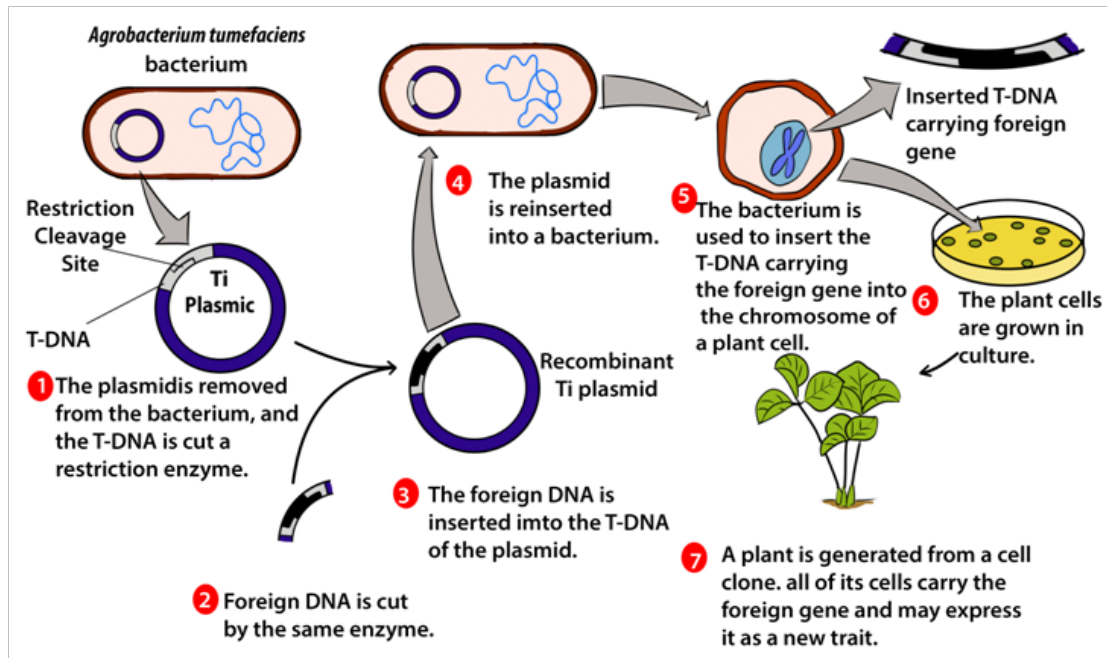 Agrobacterium tumefaciens
bacterium
Restriction
Cleavage
Site
Ti
Plasmic
T-DNA
1 The plasmidis removed
from the bacterium, and
the T-DNA is cut a
restriction enzyme.
2 Foreign DNA is cut
by the same enzyme.
Recombinant
Ti plasmid
3 The foreign DNA is
inserted imto the T-DNA
of the plasmid.
4 The plasmid
is reinserted
into a bacterium.
Inserted T-DNA
carrying foreign
gene
5 The bacterium is
used to insert the
T-DNA carrying
the foreign gene into
the chromosome of
a plant cell.
6 The plant cells
are grown in
culture.
7 A plant is generated from a cell
clone. all of its cells carry the
foreign gene and may express
it as a new trait.